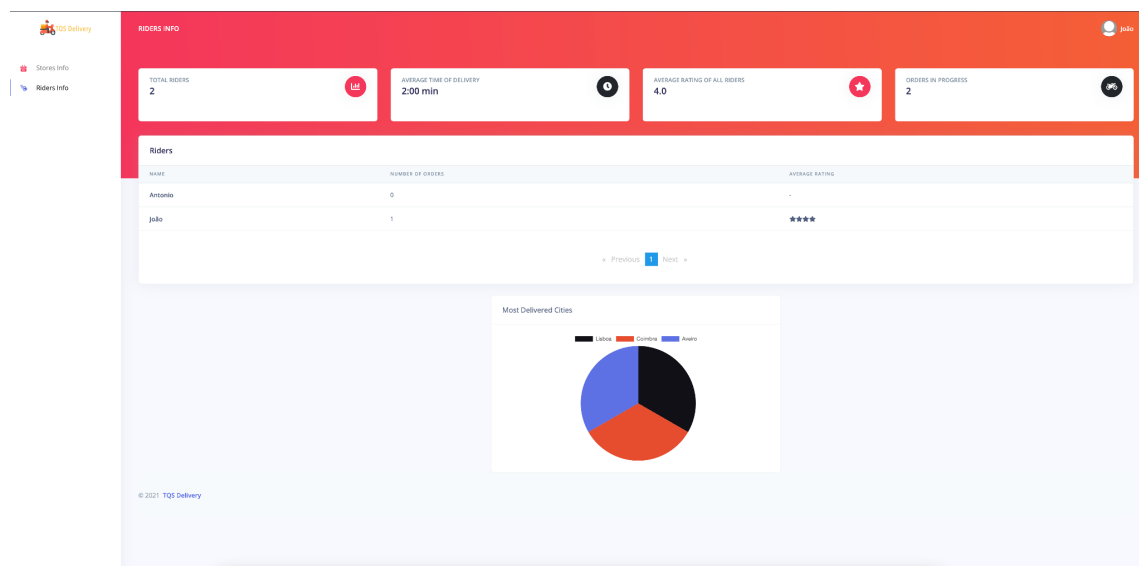 TQS Delivery
RIDERS INFO
João
Stores Info
Riders Info
TOTAL RIDERS
2
AVERAGE TIME OF DELIVERY
2:00 min
AVERAGE RATING OF ALL RIDERS
4.0
ORDERS IN PROGRESS
2
Riders
NAME NUMBER OF ORDERS AVERAGE RATING
Antonio 0 -
João 1
« Previous 1 Next »
Most Delivered Cities
Lisboa Coimbra Aveiro
© 2021 TQS Delivery